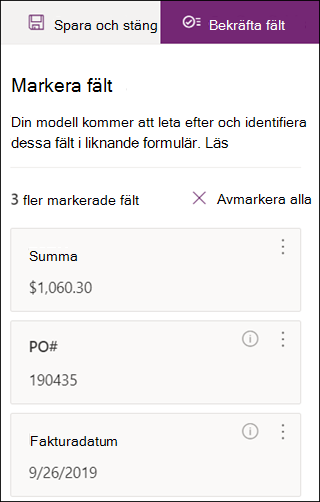 Spara och stäng
Bekräfta fält
Markera fält
Din modell kommer att leta efter och identifiera
dessa fält i liknande formulär. Läs
3 fler markerade fält
Avmarkera alla
Summa
$1,060.30
PO#
190435
Fakturadatum
9/26/2019